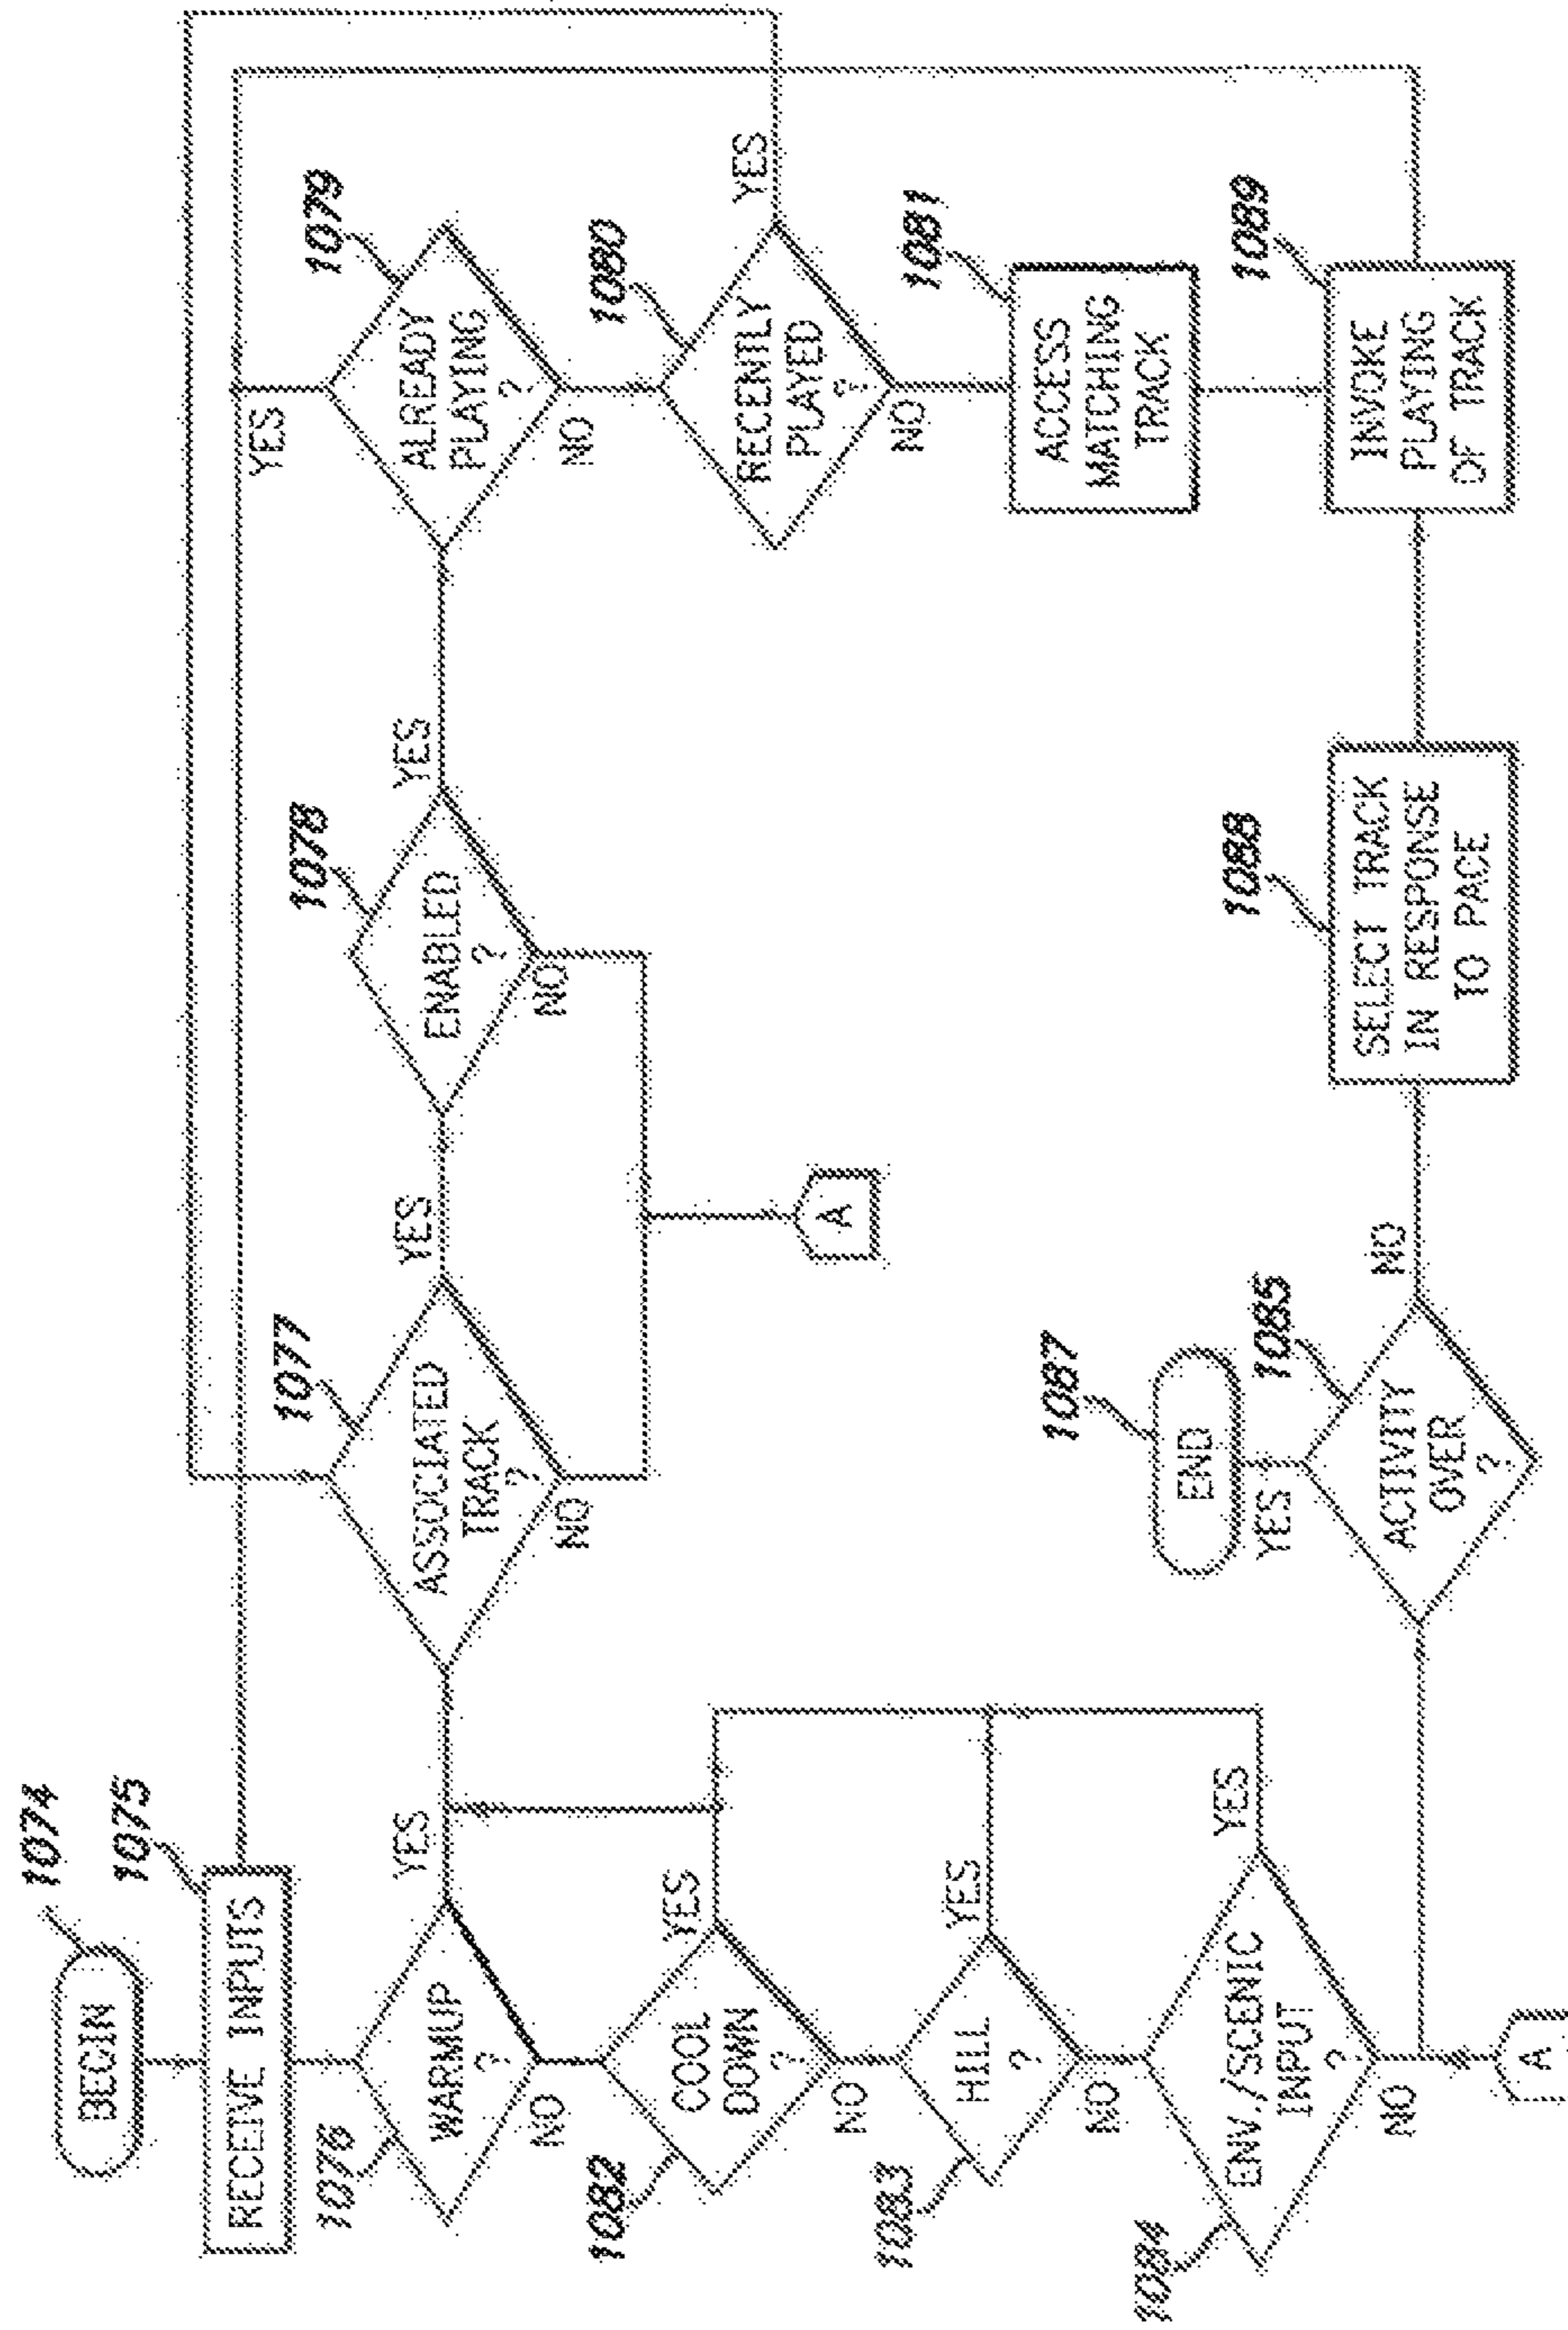 1074
BEGIN
1075
RECEIVE INPUTS
1076
WARMUP
?
YES
NO
1077
ASSOCIATED
TRACK
?
YES
NO
1078
ENABLED
?
YES
NO
1079
ALREADY
PLAYING
?
YES
NO
1080
RECENTLY
PLAYED
?
YES
NO
1081
ACCESS
MATCHING
TRACK
1082
COOL
DOWN
?
YES
NO
A
1083
HILL
?
YES
NO
1084
ENV./SCENIC
INPUT
?
YES
NO
A
1087
END
YES
1085
ACTIVITY
OVER
?
NO
1088
SELECT TRACK
IN RESPONSE
TO PACE
1089
INVOKE
PLAYING
OF TRACK